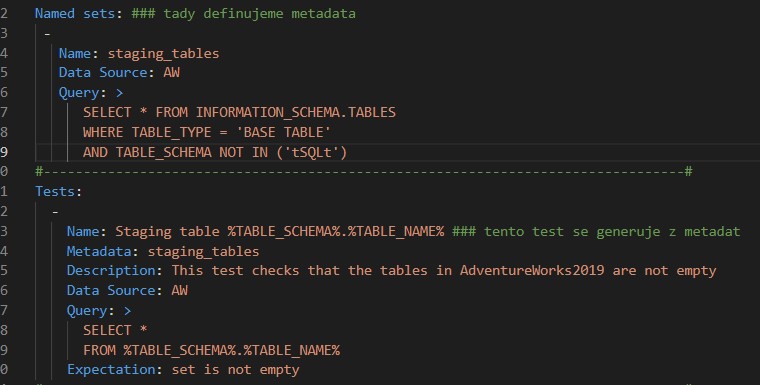 2 Named sets: ### tady definujeme metadata
3 -
4 Name: staging_tables
5 Data Source: AW
6 Query: >
7 SELECT * FROM INFORMATION_SCHEMA.TABLES
8 WHERE TABLE_TYPE = 'BASE TABLE'
9 AND TABLE_SCHEMA NOT IN ('tSQLt')
0 #--------------------------------------------------------------------------------#
1 Tests:
2 -
3 Name: Staging table %TABLE_SCHEMA%.%TABLE_NAME% ### tento test se generuje z metadat
4 Metadata: staging_tables
5 Description: This test checks that the tables in AdventureWorks2019 are not empty
6 Data Source: AW
7 Query: >
8 SELECT *
9 FROM %TABLE_SCHEMA%.%TABLE_NAME%
0 Expectation: set is not empty